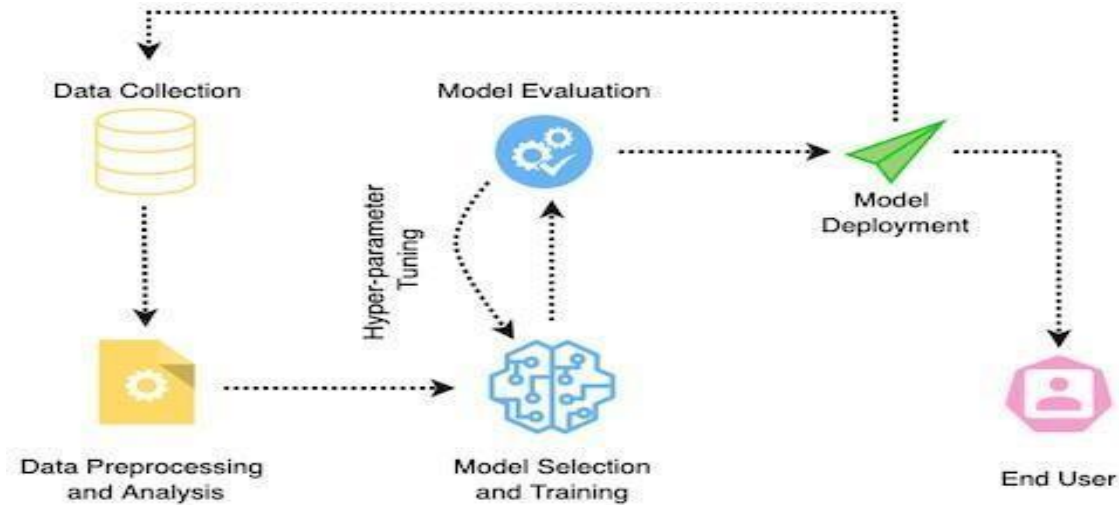 Data Collection
Model Evaluation
Model
Deployment
Hyper-parameter
Tuning
Data Preprocessing
and Analysis
Model Selection
and Training
End User